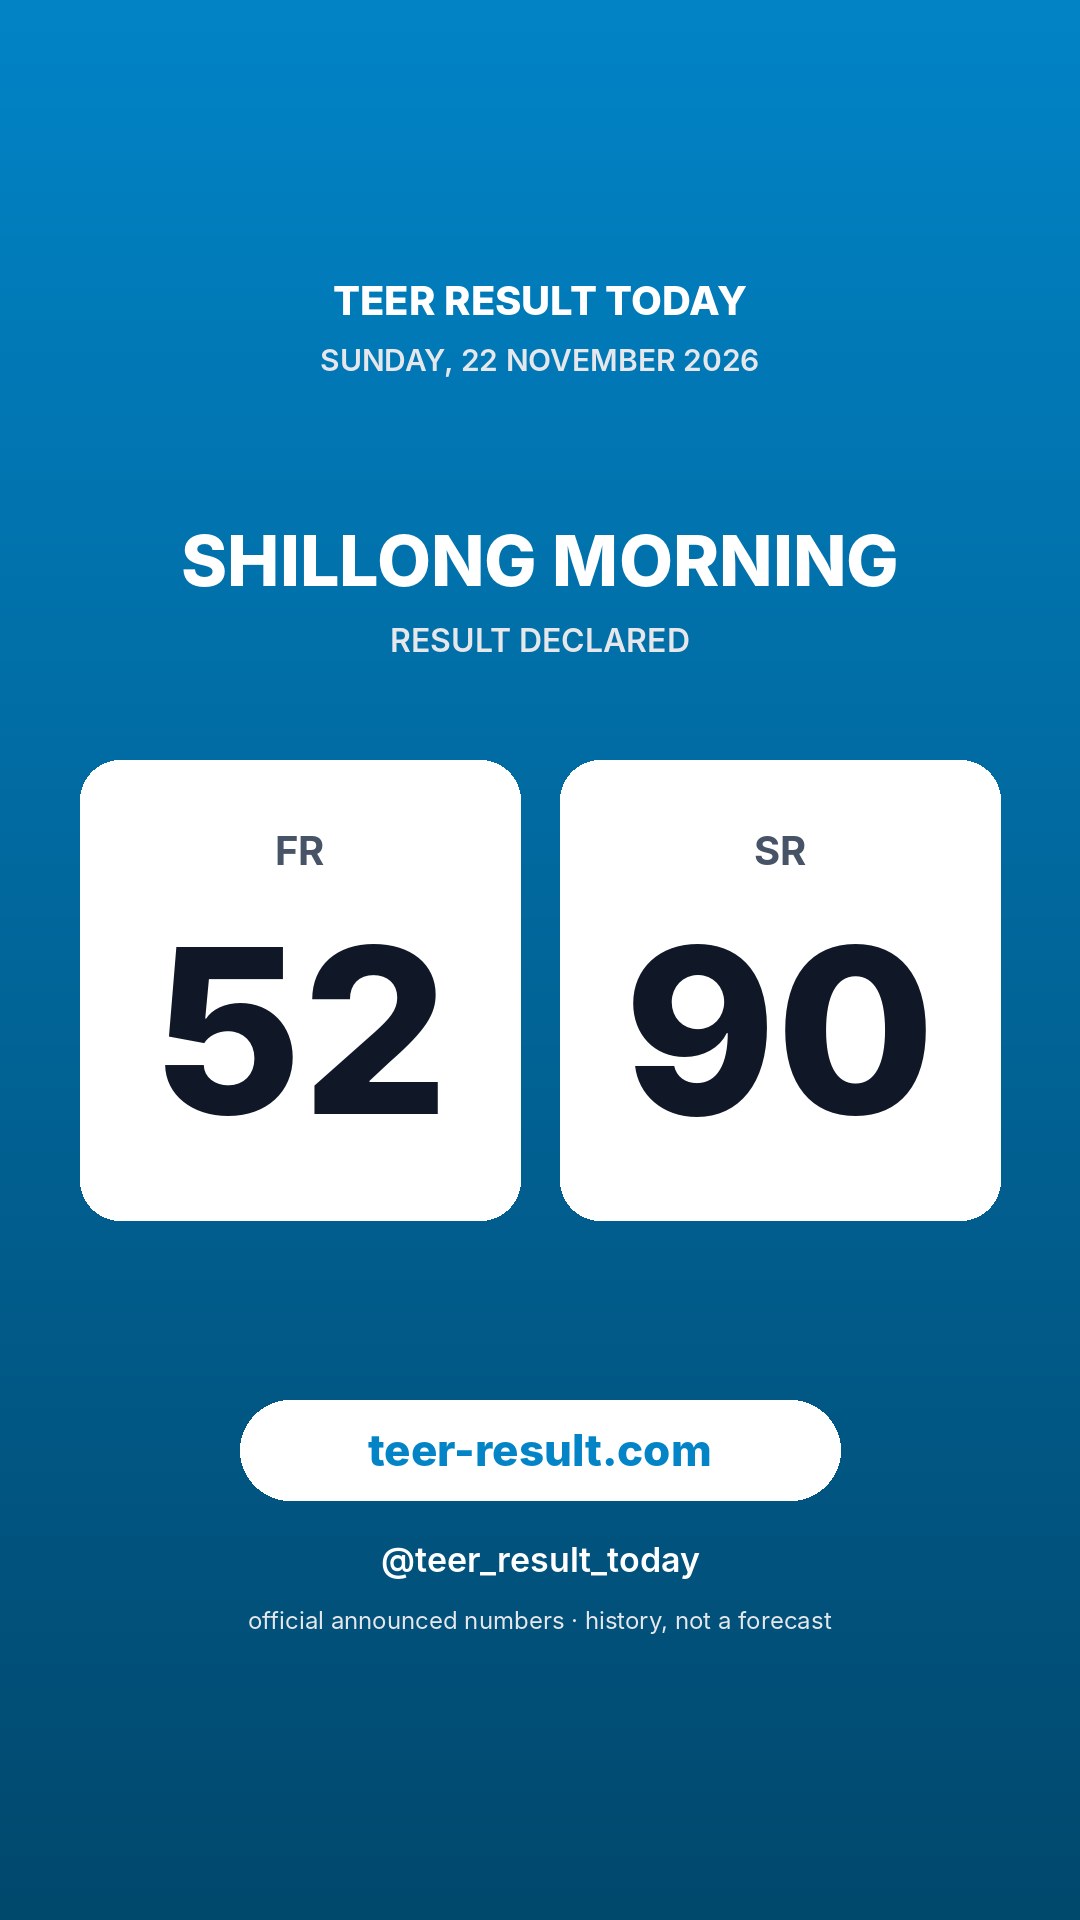 TEER RESULT TODAY
SUNDAY, 22 NOVEMBER 2026
SHILLONG MORNING
RESULT DECLARED
FR
52
SR
90
teer-result.com
@teer_result_today
official announced numbers · history, not a forecast